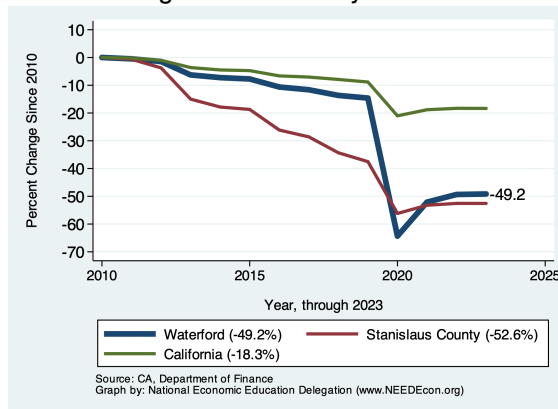 10
0
-10
-20
-30
-40
-50
-60
-70
Percent Change Since 2010
-49.2
2010 2015 2020 2025
Year, through 2023
Waterford (-49.2%) Stanislaus County (-52.6%)
California (-18.3%)
Source: CA, Department of Finance
Graph by: National Economic Education Delegation (www.NEEDEcon.org)